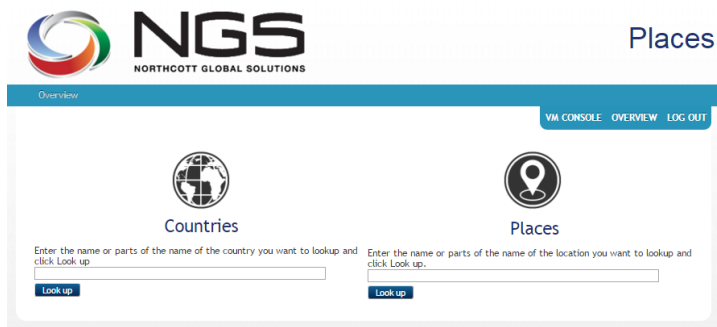 NGS
NORTHCOTT GLOBAL SOLUTIONS
Places
Overview
VM CONSOLE OVERVIEW LOG OUT
Countries
Enter the name or parts of the name of the country you want to lookup and
click Look up
Look up
Places
Enter the name or parts of the name of the location you want to lookup and
click Look up.
Look up